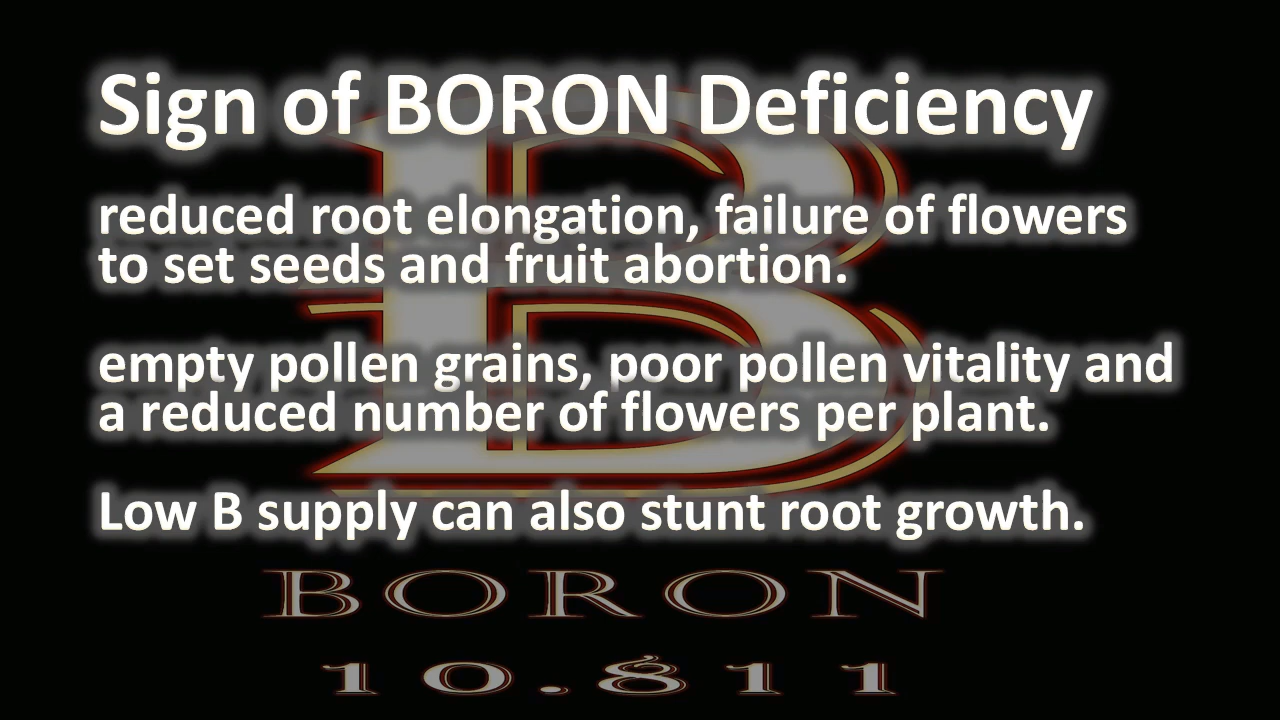 Sign of BORON Deficiency
reduced root elongation, failure of flowers
to set seeds and fruit abortion.
empty pollen grains, poor pollen vitality and
a reduced number of flowers per plant.
Low B supply can also stunt root growth.
B
BORON
10.811